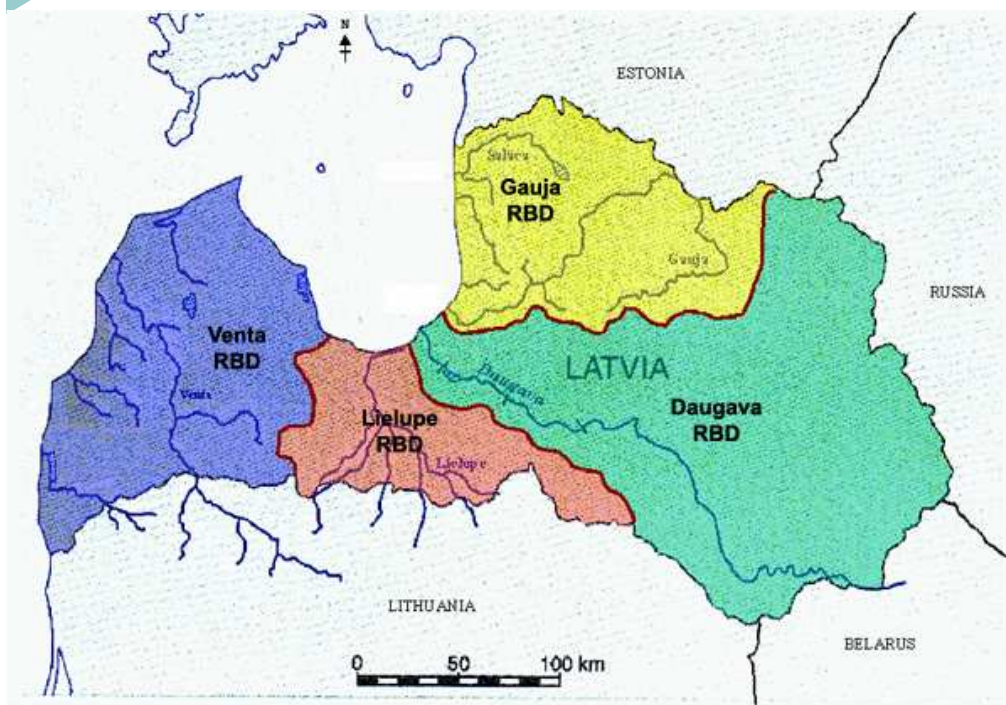 N
ESTONIA
Salaca
Gauja
RBD
Gauja
RUSSIA
Venta
RBD
LATVIA
Daugava
Venta
Daugava
RBD
Lielupe
RBD
Lielupe
LITHUANIA
BELARUS
0 50 100 km